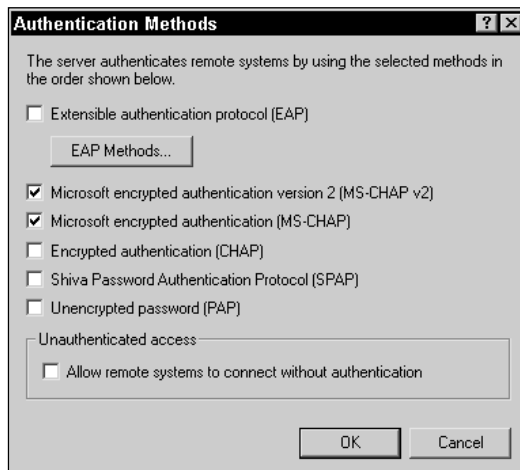 Authentication Methods
The server authenticates remote systems by using the selected methods in
the order shown below.
Extensible authentication protocol (EAP)
EAP Methods...
Microsoft encrypted authentication version 2 (MS-CHAP v2)
Microsoft encrypted authentication (MS-CHAP)
Encrypted authentication (CHAP)
Shiva Password Authentication Protocol (SPAP)
Unencrypted password (PAP)
Unauthenticated access
Allow remote systems to connect without authentication
OK
Cancel